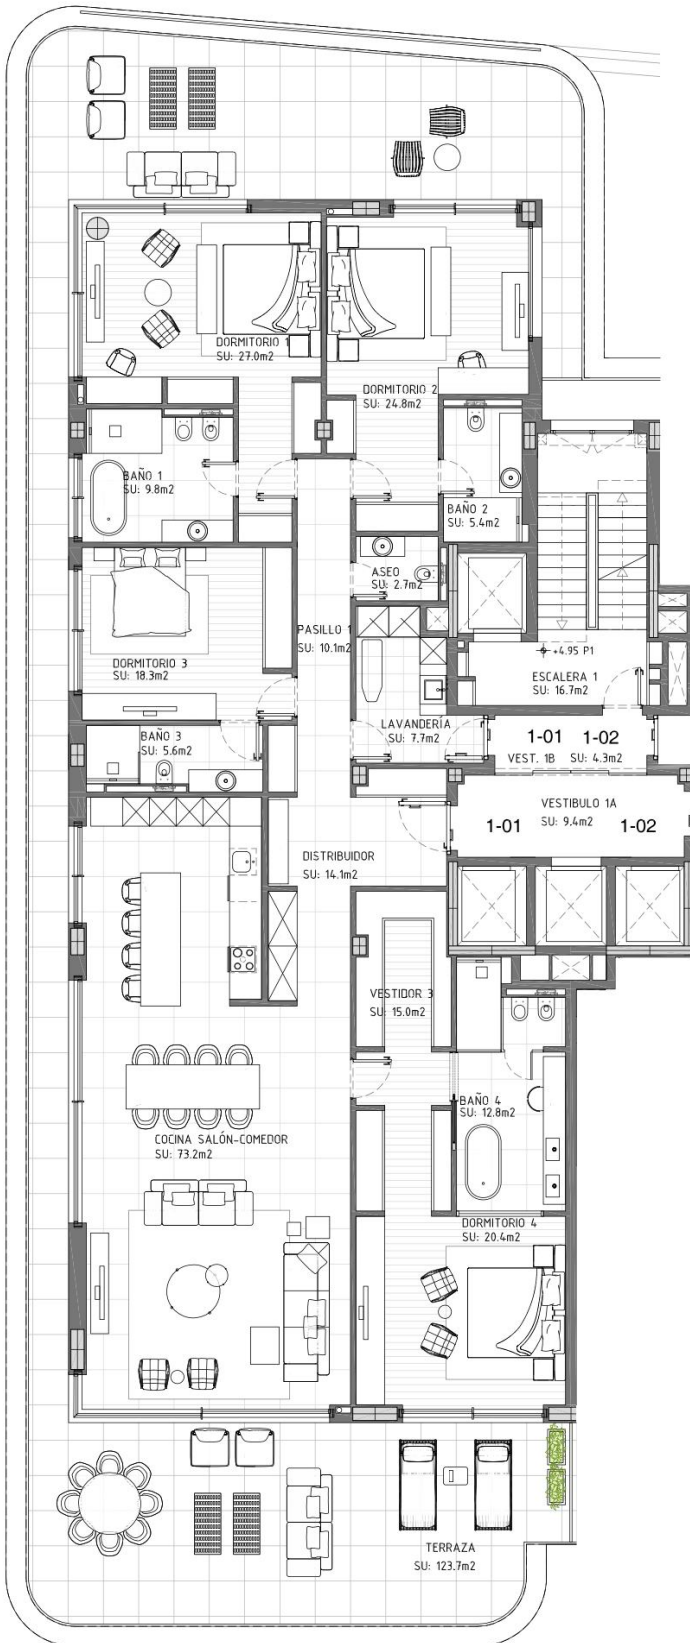 DORMITORIO 1
SU: 27.0m2
DORMITORIO 2
SU: 24.8m2
BAÑO 1
SU: 9.8m2
BAÑO 2
SU: 5.4m2
ASEO
SU: 2.7m2
PASILLO 1
SU: 10.1m2
DORMITORIO 3
SU: 18.3m2
+4.95 P1
ESCALERA 1
SU: 16.7m2
LAVANDERÍA
SU: 7.7m2
BAÑO 3
SU: 5.6m2
1-01 1-02
VEST. 1B SU: 4.3m2
VESTIBULO 1A
SU: 9.4m2
1-01 1-02
DISTRIBUIDOR
SU: 14.1m2
VESTIDOR 3
SU: 15.0m2
BAÑO 4
SU: 12.8m2
COCINA SALÓN-COMEDOR
SU: 73.2m2
DORMITORIO 4
SU: 20.4m2
TERRAZA
SU: 123.7m2